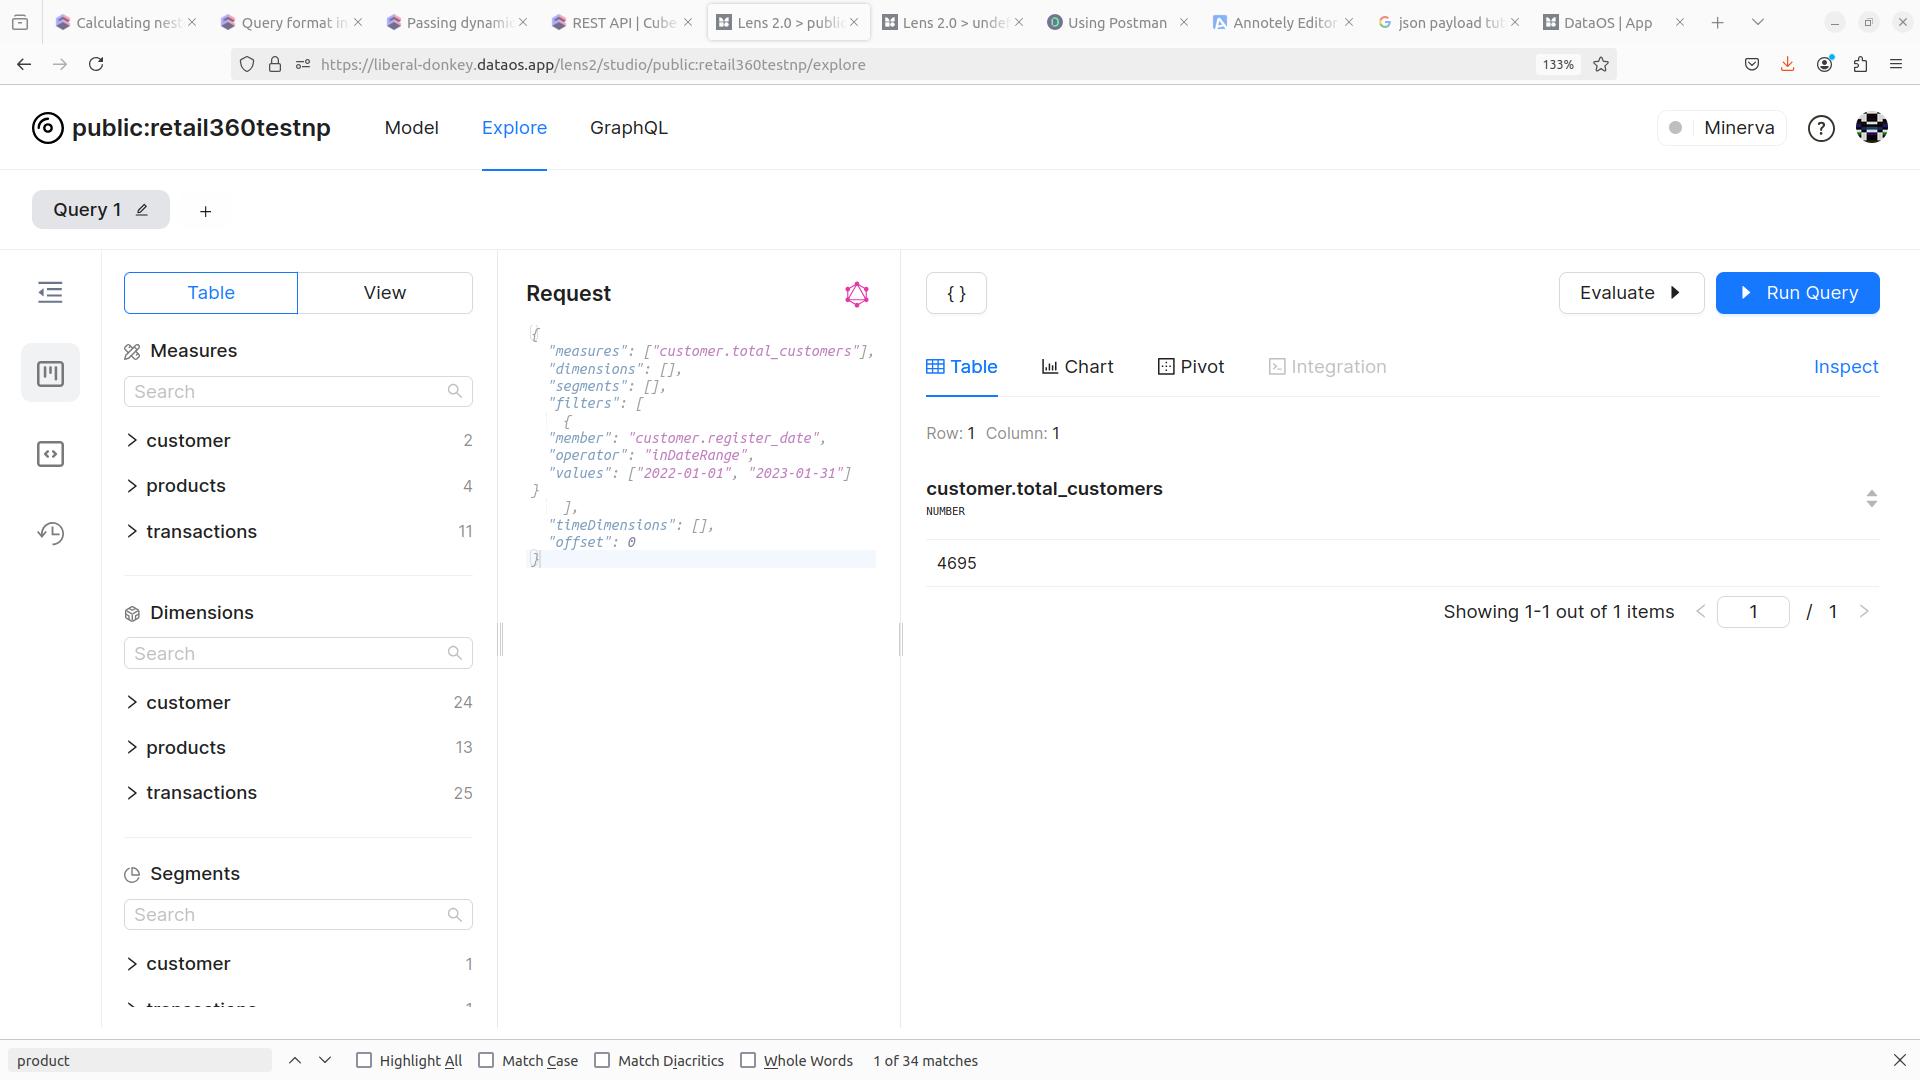 Calculating nest
Query format in
Passing dynamic
REST API | Cube
Lens 2.0 > public
Lens 2.0 > undef
Using Postman
Annotely Editor
json payload tut
DataOS | App
https://liberal-donkey.dataos.app/lens2/studio/public:retail360testnp/explore
133%
public:retail360testnp
Model
Explore
GraphQL
Minerva
?
Query 1
+
Table
View
Measures
Search
customer 2
products 4
transactions 11
Dimensions
Search
customer 24
products 13
transactions 25
Segments
Search
customer 1
transactions 1
Request
{
"measures": ["customer.total_customers"],
"dimensions": [],
"segments": [],
"filters": [
{
"member": "customer.register_date",
"operator": "inDateRange",
"values": ["2022-01-01", "2023-01-31"]
}
],
"timeDimensions": [],
"offset": 0
}
{ }
Evaluate
Run Query
Table
Chart
Pivot
Integration
Inspect
Row: 1 Column: 1
customer.total_customers
NUMBER
4695
Showing 1-1 out of 1 items < 1 / 1 >
product
Highlight All
Match Case
Match Diacritics
Whole Words
1 of 34 matches